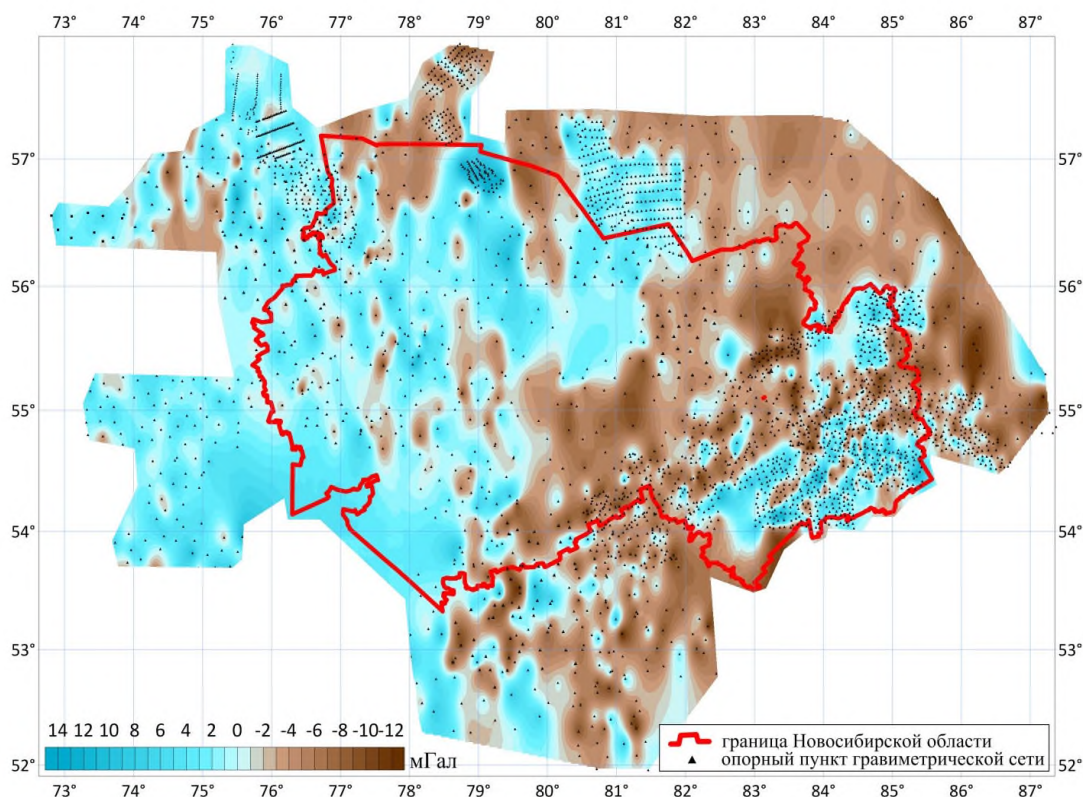 73° 74° 75° 76° 77° 78° 79° 80° 81° 82° 83° 84° 85° 86° 87°
57° 57°
56° 56°
55° 55°
54° 54°
53° 53°
14 12 10 8 6 4 2 0 -2 -4 -6 -8 -10 -12
мГал
граница Новосибирской области
опорный пункт гравиметрической сети
52° 52°
73° 74° 75° 76° 77° 78° 79° 80° 81° 82° 83° 84° 85° 86° 87°